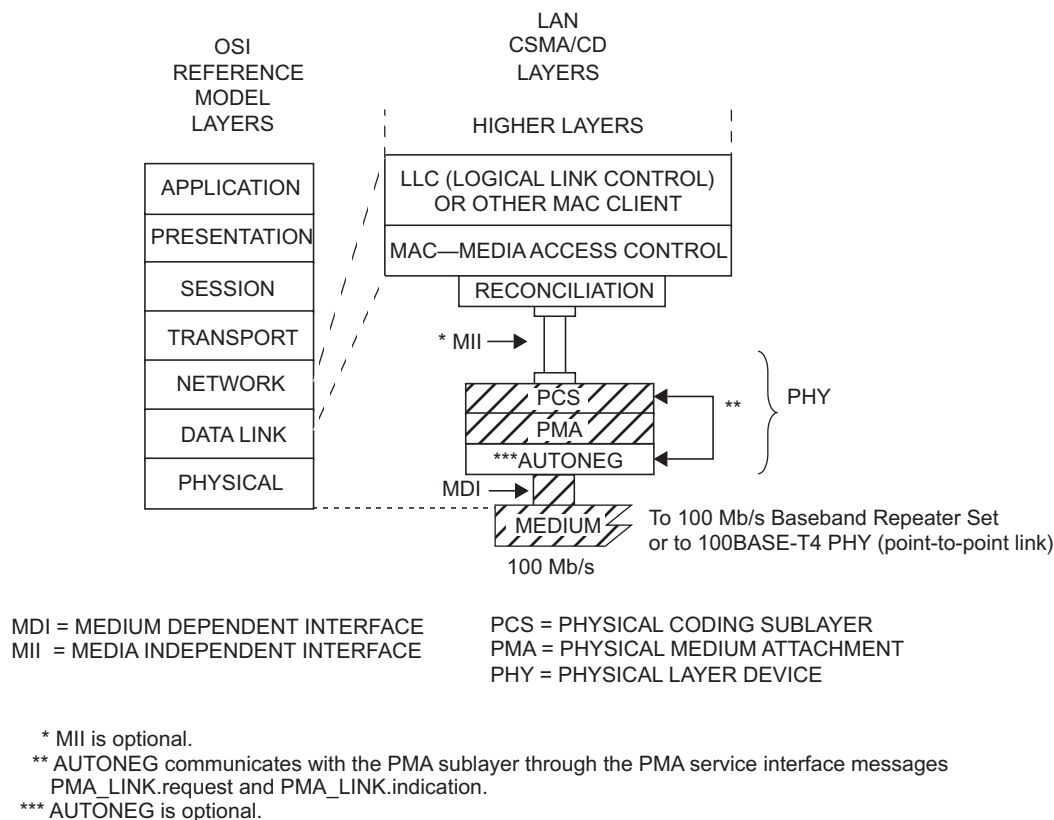 OSI
REFERENCE
MODEL
LAYERS
APPLICATION
PRESENTATION
SESSION
TRANSPORT
NETWORK
DATA LINK
PHYSICAL
LAN
CSMA/CD
LAYERS
HIGHER LAYERS
LLC (LOGICAL LINK CONTROL)
OR OTHER MAC CLIENT
MAC—MEDIA ACCESS CONTROL
RECONCILIATION
* MII
PCS
PMA
***AUTONEG
**
PHY
MDI
MEDIUM
100 Mb/s
To 100 Mb/s Baseband Repeater Set
or to 100BASE-T4 PHY (point-to-point link)
MDI = MEDIUM DEPENDENT INTERFACE
MII = MEDIA INDEPENDENT INTERFACE
PCS = PHYSICAL CODING SUBLAYER
PMA = PHYSICAL MEDIUM ATTACHMENT
PHY = PHYSICAL LAYER DEVICE
* MII is optional.
** AUTONEG communicates with the PMA sublayer through the PMA service interface messages
PMA_LINK.request and PMA_LINK.indication.
*** AUTONEG is optional.